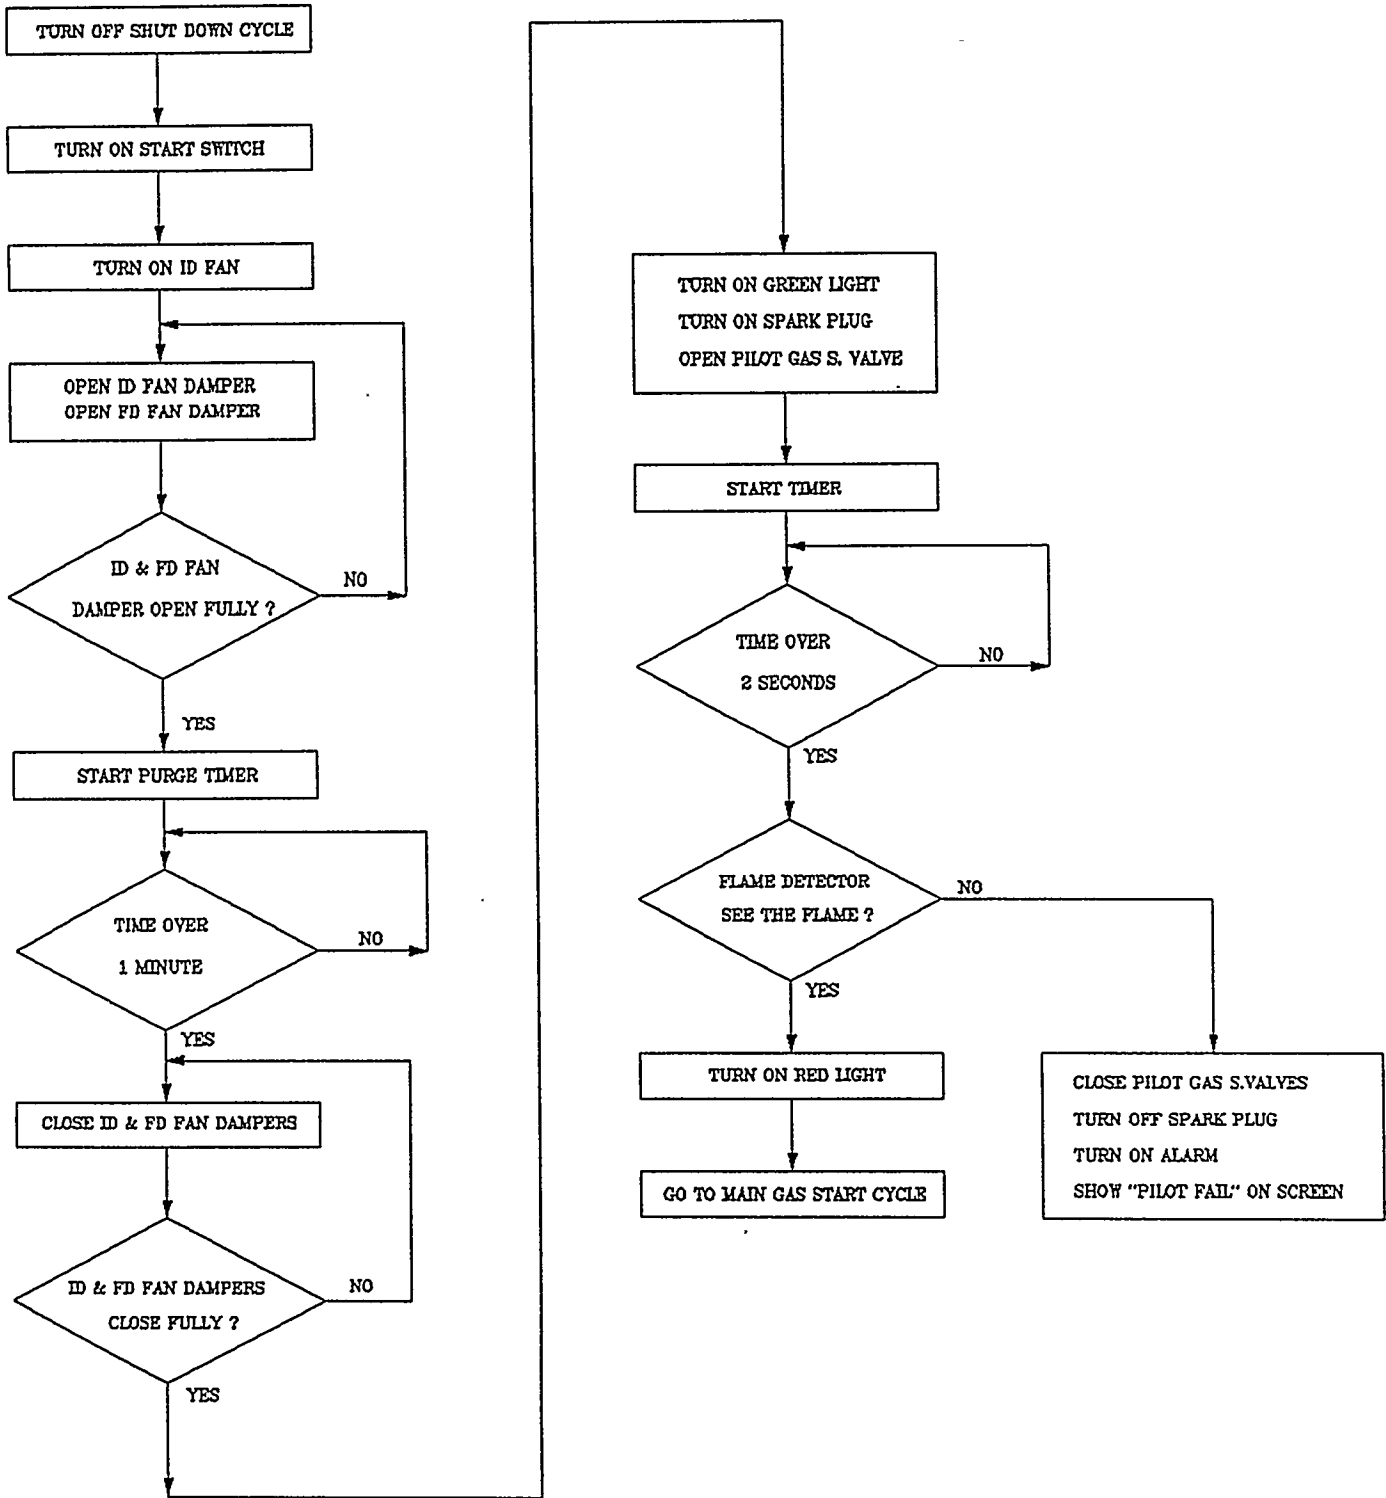 TURN OFF SHUT DOWN CYCLE
TURN ON START SWITCH
TURN ON ID FAN
OPEN ID FAN DAMPER
OPEN FD FAN DAMPER
ID & FD FAN
DAMPER OPEN FULLY ?
NO
YES
START PURGE TIMER
TIME OVER
1 MINUTE
NO
YES
CLOSE ID & FD FAN DAMPERS
ID & FD FAN DAMPERS
CLOSE FULLY ?
NO
YES
TURN ON GREEN LIGHT
TURN ON SPARK PLUG
OPEN PILOT GAS S. VALVE
START TIMER
TIME OVER
2 SECONDS
NO
YES
FLAME DETECTOR
SEE THE FLAME ?
NO
YES
TURN ON RED LIGHT
GO TO MAIN GAS START CYCLE
CLOSE PILOT GAS S.VALVES
TURN OFF SPARK PLUG
TURN ON ALARM
SHOW "PILOT FAIL" ON SCREEN